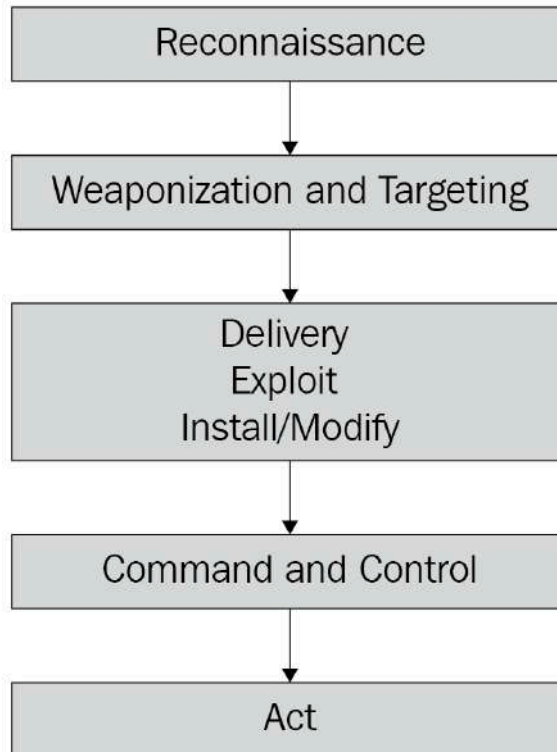 Reconnaissance
Weaponization and Targeting
Delivery
Exploit
Install/Modify
Command and Control
Act